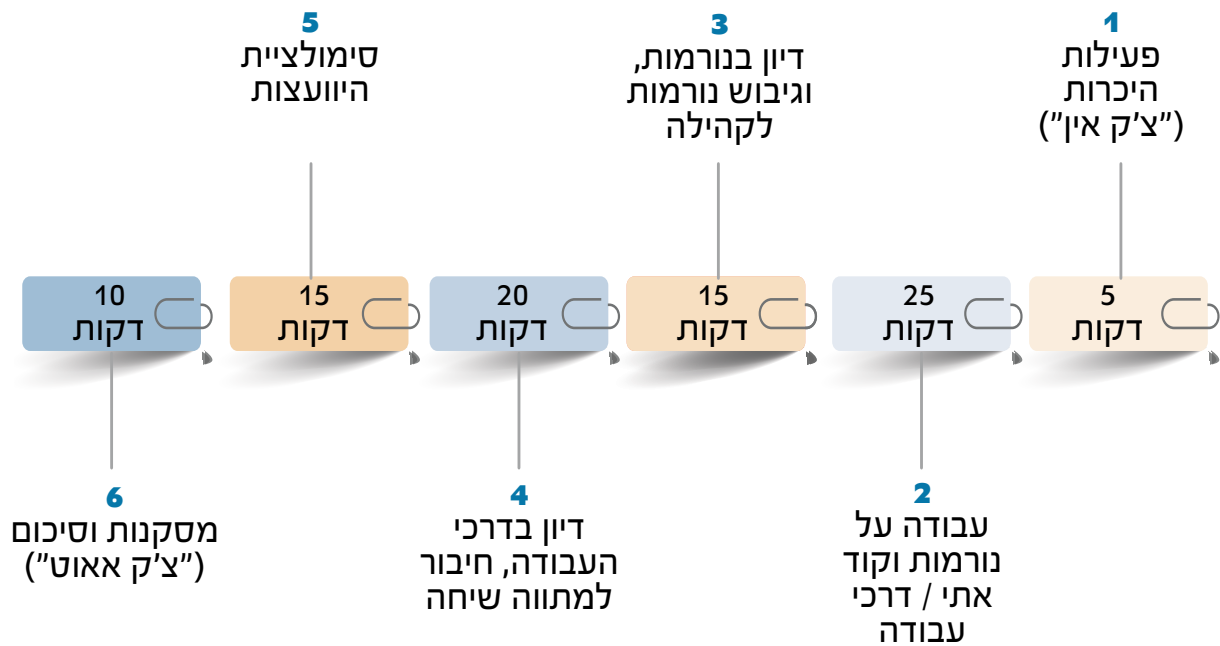 1
פעילות
היכרות
("צ'ק אין")
5
דקות
2
עבודה על
נורמות וקוד
אתי / דרכי
עבודה
25
דקות
3
דיון בנורמות,
וגיבוש נורמות
לקהילה
15
דקות
4
דיון בדרכי
העבודה, חיבור
למתווה שיחה
20
דקות
5
סימולציית
היוועצות
15
דקות
6
מסקנות וסיכום
("צ'ק אאוט")
10
דקות